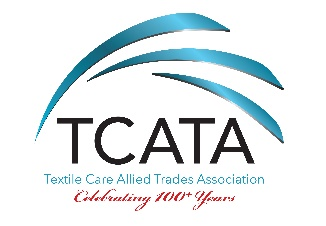 TCATA
Textile Care Allied Trades Association
Celebrating 100+ Years